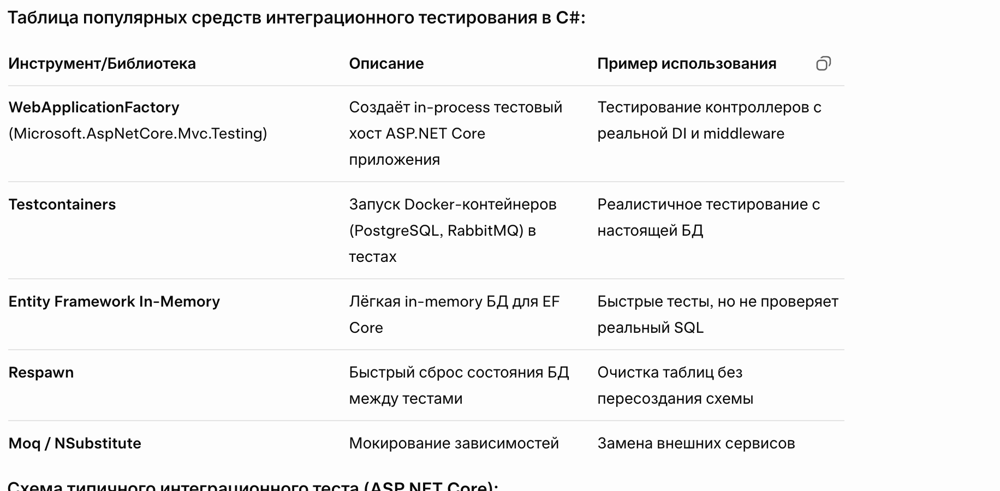 Таблица популярных средств интеграционного тестирования в C#:
Инструмент/Библиотека Описание Пример использования
WebApplicationFactory
(Microsoft.AspNetCore.Mvc.Testing)
Создаёт in-process тестовый
хост ASP.NET Core
приложения
Тестирование контроллеров с
реальной DI и middleware
Testcontainers
Запуск Docker-контейнеров
(PostgreSQL, RabbitMQ) в
тестах
Реалистичное тестирование с
настоящей БД
Entity Framework In-Memory
Лёгкая in-memory БД для EF
Core
Быстрые тесты, но не проверяет
реальный SQL
Respawn
Быстрый сброс состояния БД
между тестами
Очистка таблиц без
пересоздания схемы
Moq / NSubstitute
Мокирование зависимостей
Замена внешних сервисов
Схема типичного интеграционного теста (ASP.NET Core):